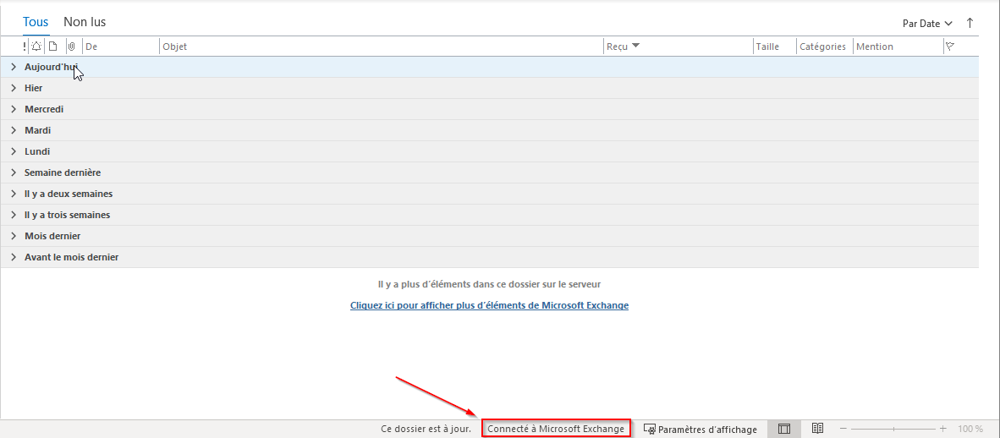 Tous Non lus
Par Date
! De Objet Reçu Taille Catégories Mention
Aujourd'hui
Hier
Mercredi
Mardi
Lundi
Semaine dernière
Il y a deux semaines
Il y a trois semaines
Mois dernier
Avant le mois dernier
Il y a plus d'éléments dans ce dossier sur le serveur
Cliquez ici pour afficher plus d'éléments de Microsoft Exchange
Ce dossier est à jour. Connecté à Microsoft Exchange Paramètres d'affichage 100 %